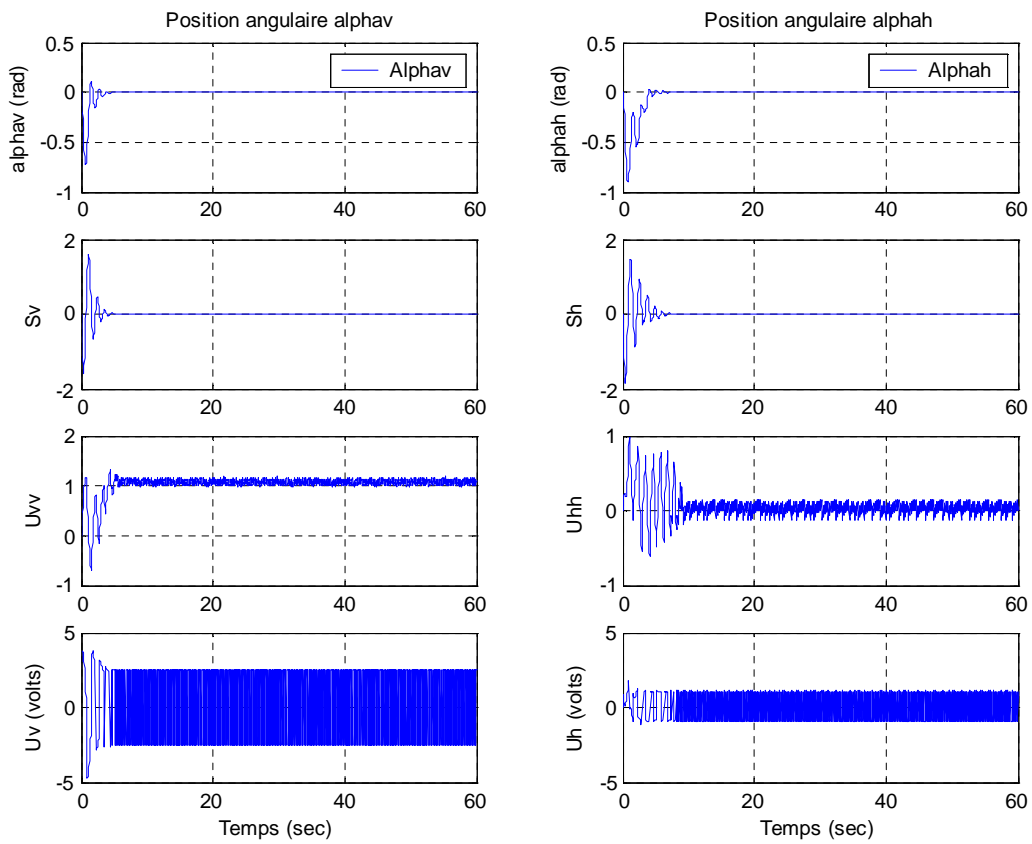 Position angulaire alphav
0.5
0
-0.5
-1
alphav (rad)
Alphav
0 20 40 60
Position angulaire alphah
0.5
0
-0.5
-1
alphah (rad)
Alphah
0 20 40 60
2
0
-2
Sv
0 20 40 60
2
0
-2
Sh
0 20 40 60
2
1
0
-1
Uvv
0 20 40 60
1
0
1
Uhh
0 20 40 60
5
0
-5
Uv (volts)
0 20 40 60
Temps (sec)
5
0
-5
Uh (volts)
0 20 40 60
Temps (sec)